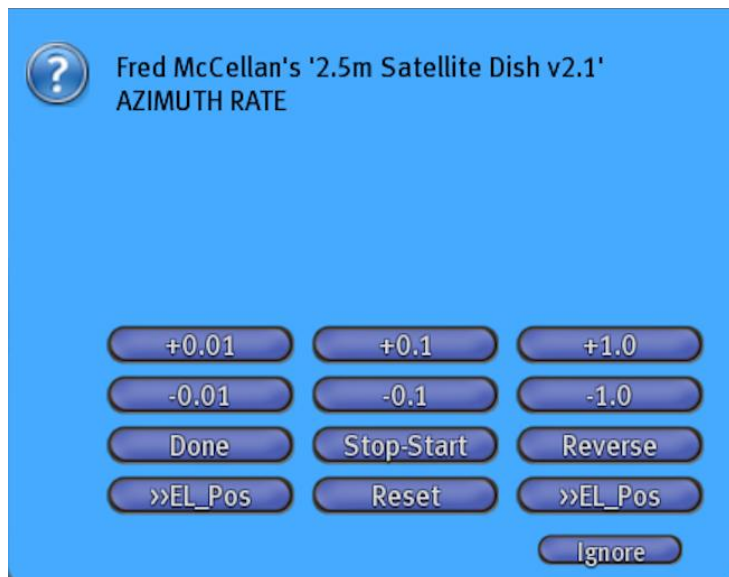 Fred McCellan's '2.5m Satellite Dish v2.1'
AZIMUTH RATE
+0.01 +0.1 +1.0
-0.01 -0.1 -1.0
Done Stop-Start Reverse
>>EL_Pos Reset >>EL_Pos
Ignore